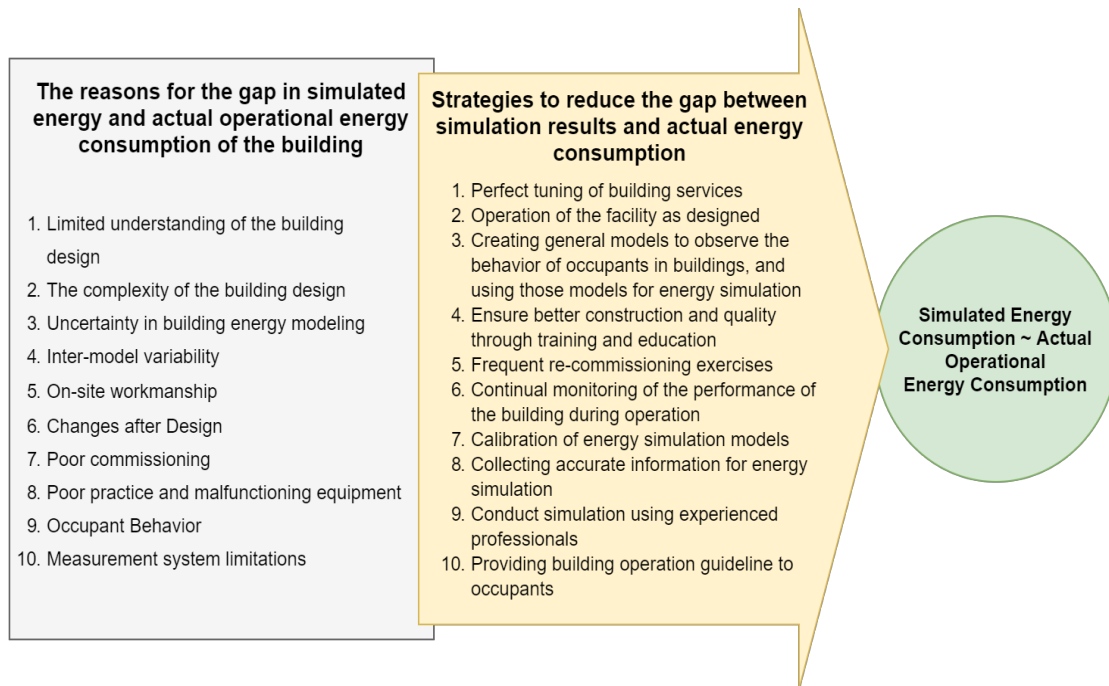 The reasons for the gap in simulated
energy and actual operational energy
consumption of the building
1. Limited understanding of the building
design
2. The complexity of the building design
3. Uncertainty in building energy modeling
4. Inter-model variability
5. On-site workmanship
6. Changes after Design
7. Poor commissioning
8. Poor practice and malfunctioning equipment
9. Occupant Behavior
10. Measurement system limitations
Strategies to reduce the gap between
simulation results and actual energy
consumption
1. Perfect tuning of building services
2. Operation of the facility as designed
3. Creating general models to observe the
behavior of occupants in buildings, and
using those models for energy simulation
4. Ensure better construction and quality
through training and education
5. Frequent re-commissioning exercises
6. Continual monitoring of the performance of
the building during operation
7. Calibration of energy simulation models
8. Collecting accurate information for energy
simulation
9. Conduct simulation using experienced
professionals
10. Providing building operation guideline to
occupants
Simulated Energy
Consumption ~ Actual
Operational
Energy Consumption